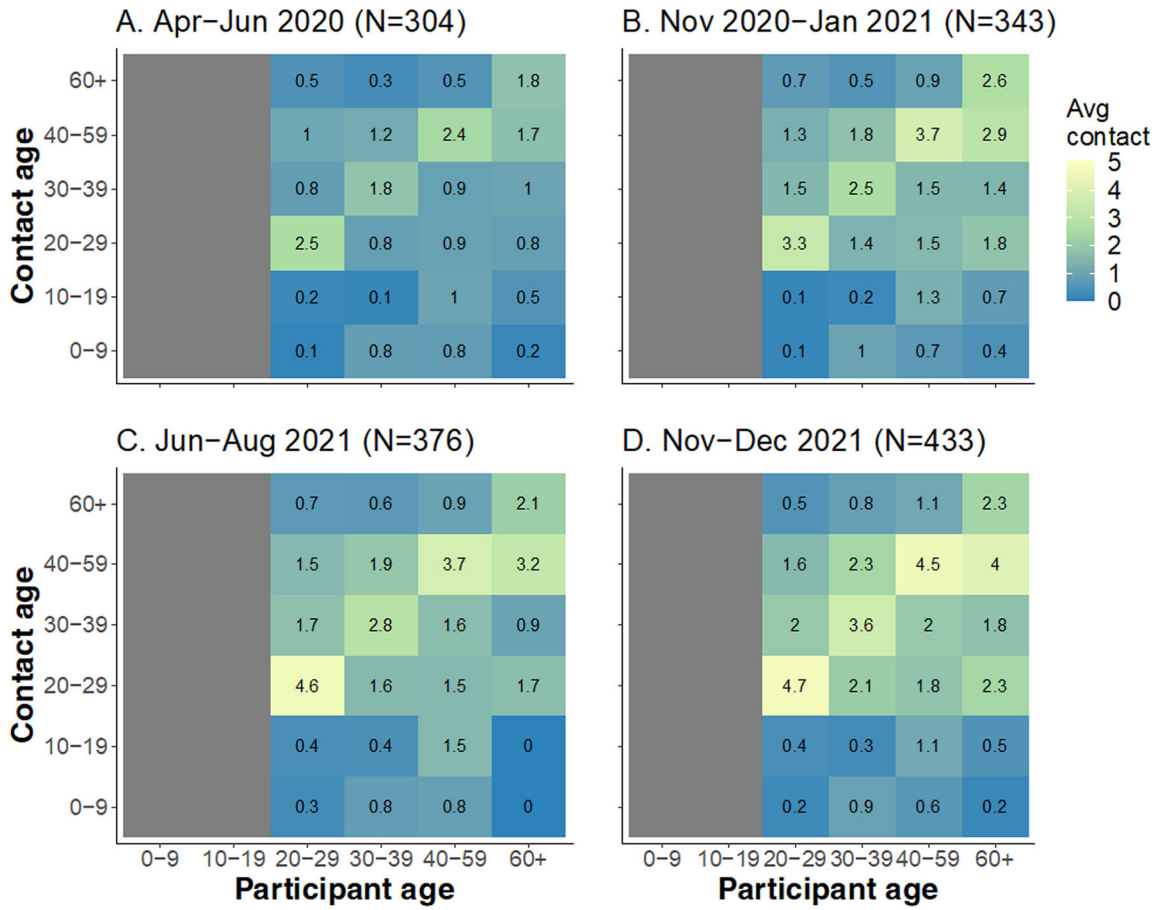 A. Apr−Jun 2020 (N=304)
B. Nov 2020−Jan 2021 (N=343)
Contact age
60+ 0.5 0.3 0.5 1.8
40−59 1 1.2 2.4 1.7
30−39 0.8 1.8 0.9 1
20−29 2.5 0.8 0.9 0.8
10−19 0.2 0.1 1 0.5
0−9 0.1 0.8 0.8 0.2
0.7 0.5 0.9 2.6
1.3 1.8 3.7 2.9
1.5 2.5 1.5 1.4
3.3 1.4 1.5 1.8
0.1 0.2 1.3 0.7
0.1 1 0.7 0.4
Avg
contact
5
4
3
2
1
0
C. Jun−Aug 2021 (N=376)
D. Nov−Dec 2021 (N=433)
Contact age
60+ 0.7 0.6 0.9 2.1
40−59 1.5 1.9 3.7 3.2
30−39 1.7 2.8 1.6 0.9
20−29 4.6 1.6 1.5 1.7
10−19 0.4 0.4 1.5 0
0−9 0.3 0.8 0.8 0
0−9 10−19 20−29 30−39 40−59 60+
Participant age
0.5 0.8 1.1 2.3
1.6 2.3 4.5 4
2 3.6 2 1.8
4.7 2.1 1.8 2.3
0.4 0.3 1.1 0.5
0.2 0.9 0.6 0.2
0−9 10−19 20−29 30−39 40−59 60+
Participant age